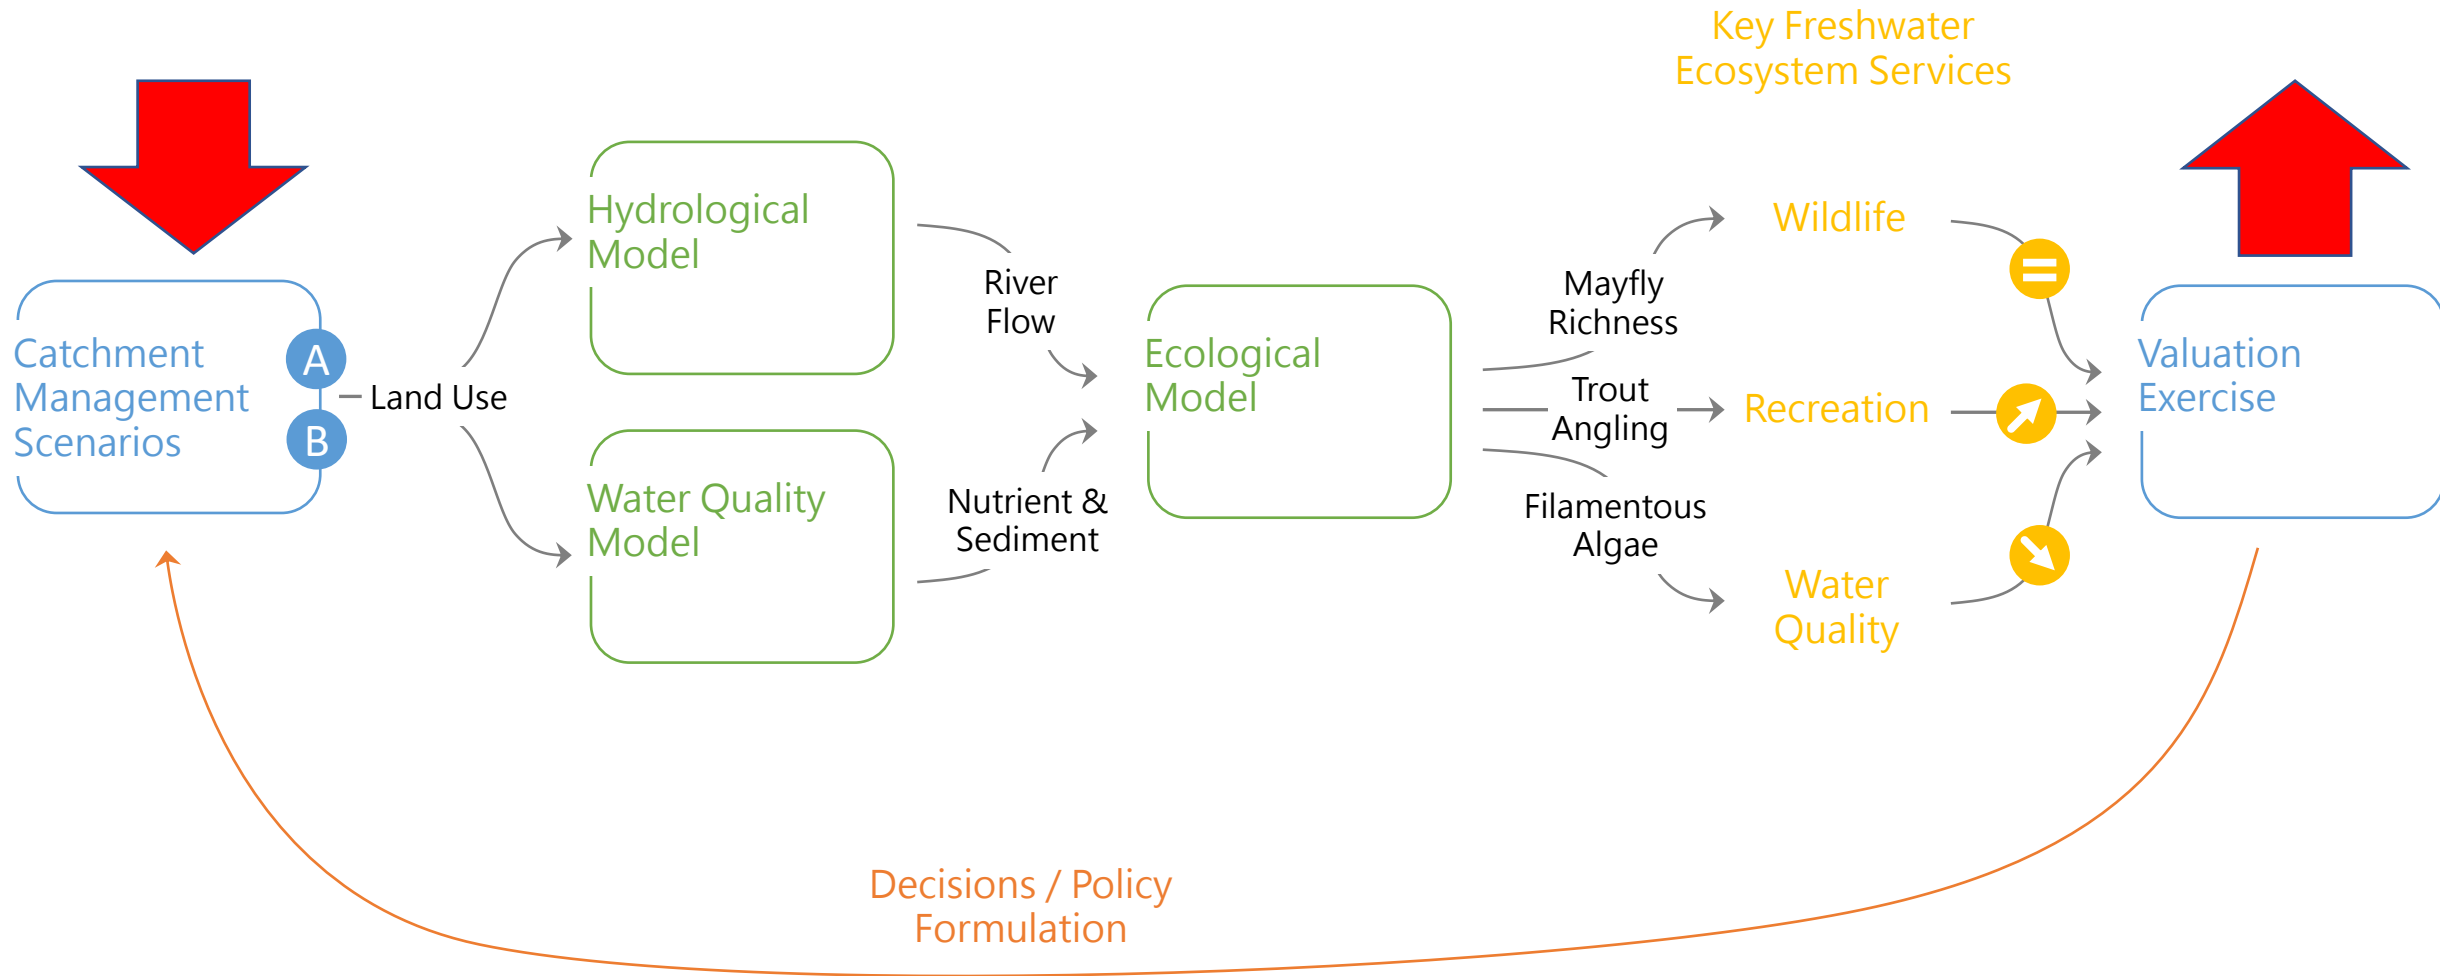 Key Freshwater
Ecosystem Services
Catchment
Management
Scenarios
A
B
Land Use
Hydrological
Model
Water Quality
Model
River
Flow
Nutrient &
Sediment
Ecological
Model
Mayfly
Richness
Trout
Angling
Filamentous
Algae
Wildlife
Recreation
Water
Quality
Valuation
Exercise
Decisions / Policy
Formulation